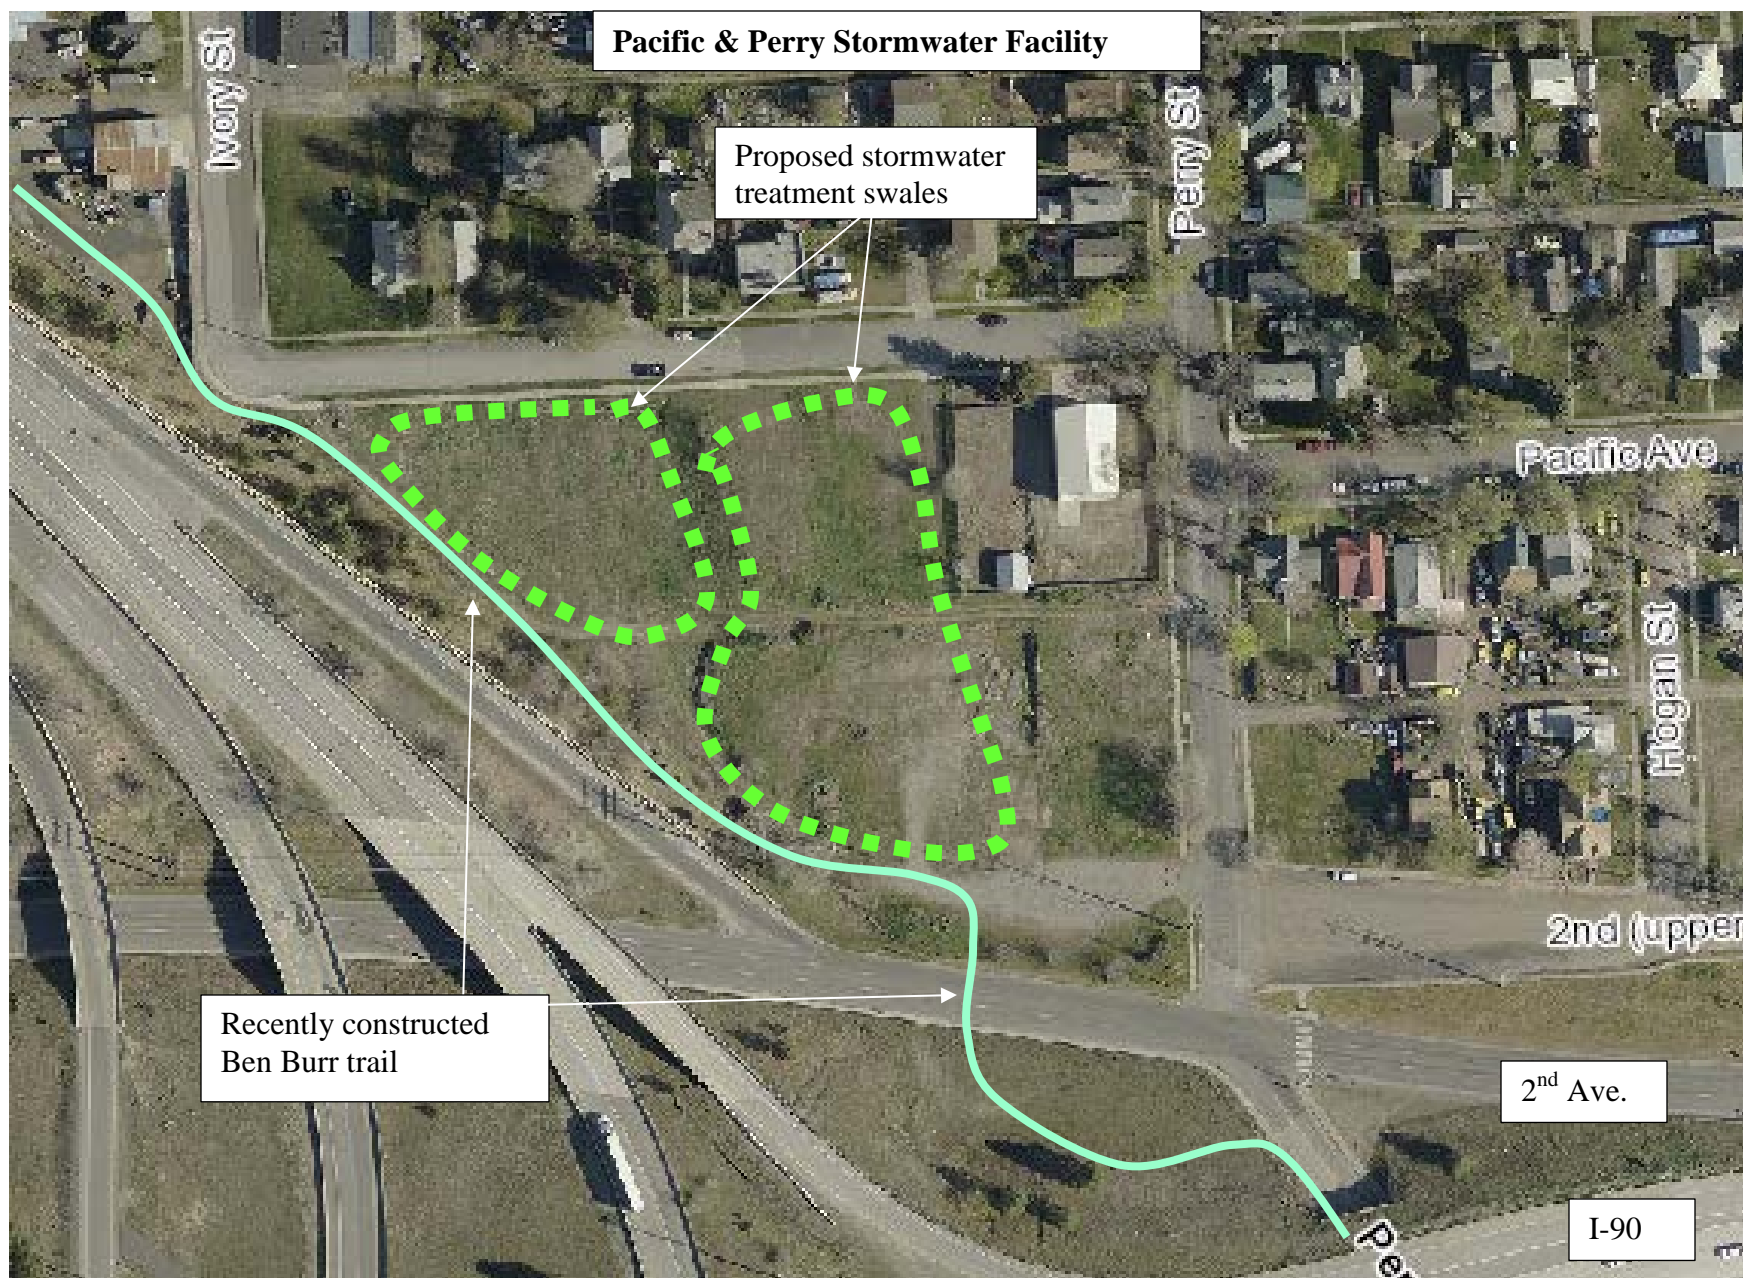 Pacific & Perry Stormwater Facility
Ivory St
Perry St
Proposed stormwater
treatment swales
Pacific Ave
Hogan St
2nd (upper
Recently constructed
Ben Burr trail
2nd Ave.
I-90
Per